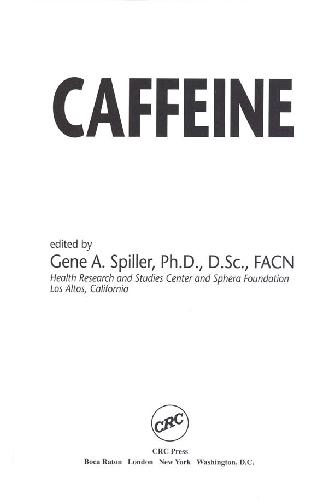 CAFFEINE
edited by
Gene A. Spiller, Ph.D., D.Sc., FACN
Health Research and Studies Center and Sphera Foundation
Los Altos, California
CRC
CRC Press
Boca Raton London New York Washington, D.C.